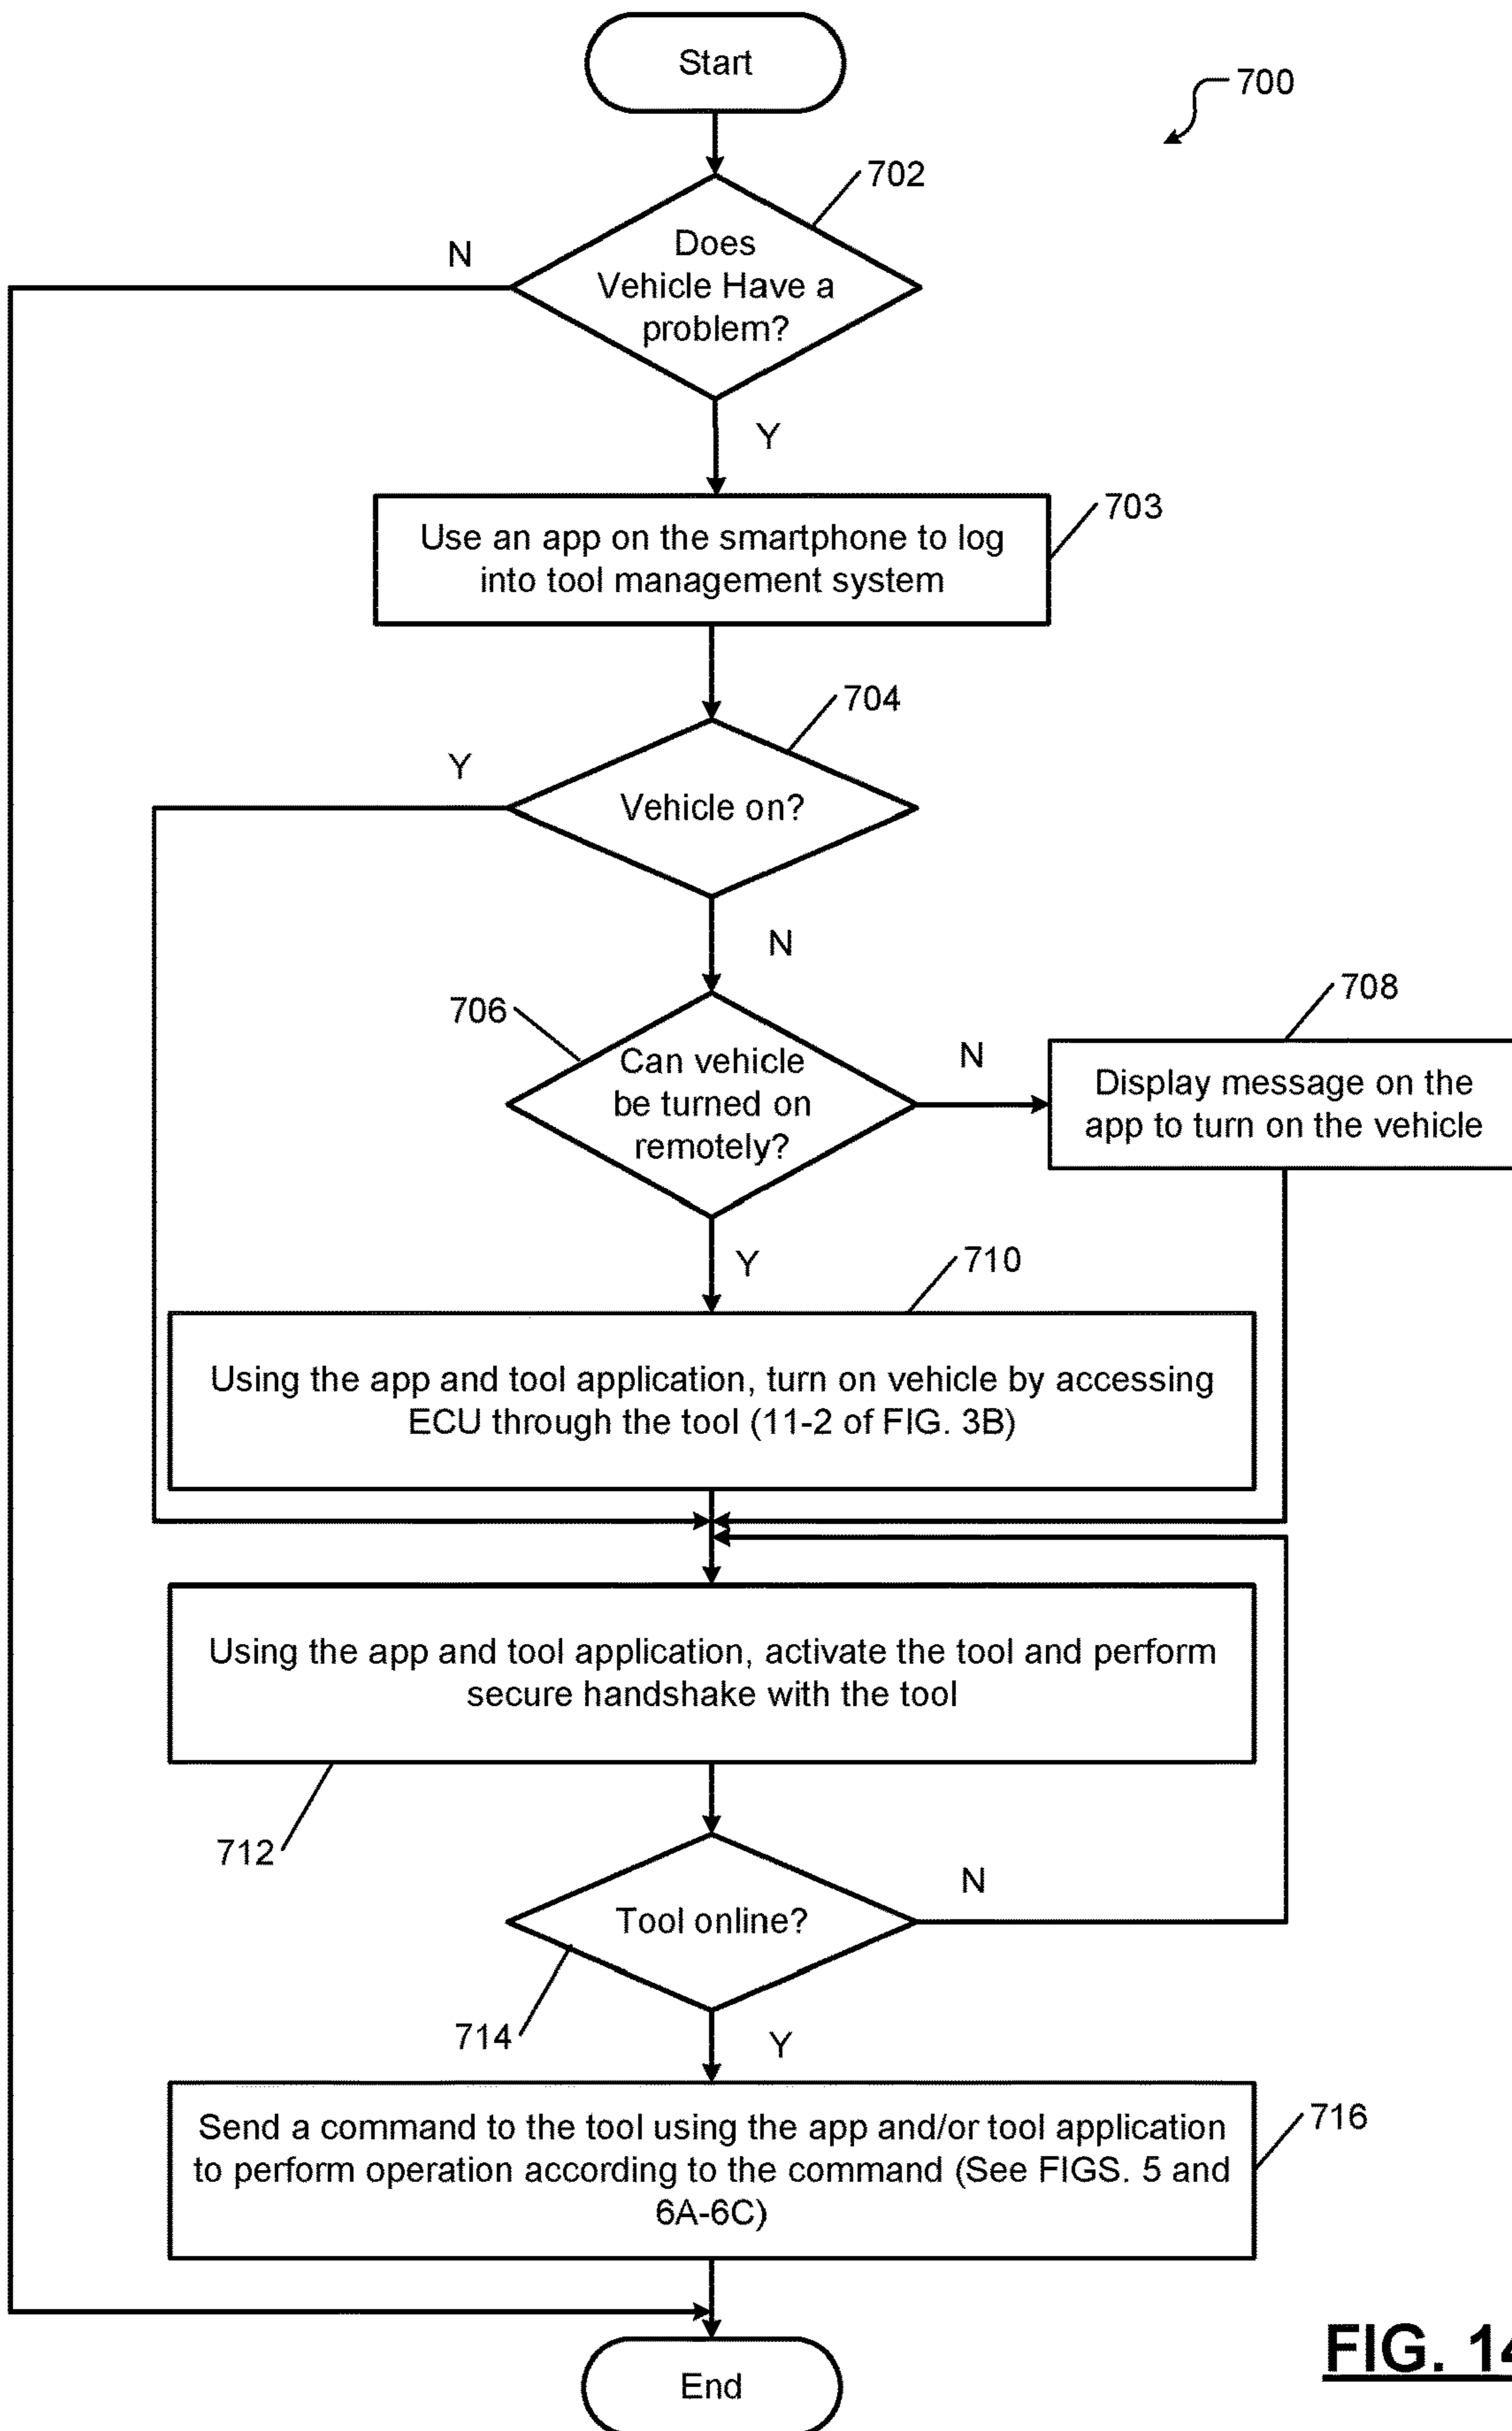 Start
700
702
Does
Vehicle Have a
problem?
N
Y
703
Use an app on the smartphone to log
into tool management system
704
Y
Vehicle on?
N
706
Can vehicle
be turned on
remotely?
N
708
Display message on the
app to turn on the vehicle
Y
710
Using the app and tool application, turn on vehicle by accessing
ECU through the tool (11-2 of FIG. 3B)
Using the app and tool application, activate the tool and perform
secure handshake with the tool
712
Tool online?
N
714
Y
Send a command to the tool using the app and/or tool application
to perform operation according to the command (See FIGS. 5 and
6A-6C)
716
End
FIG. 14